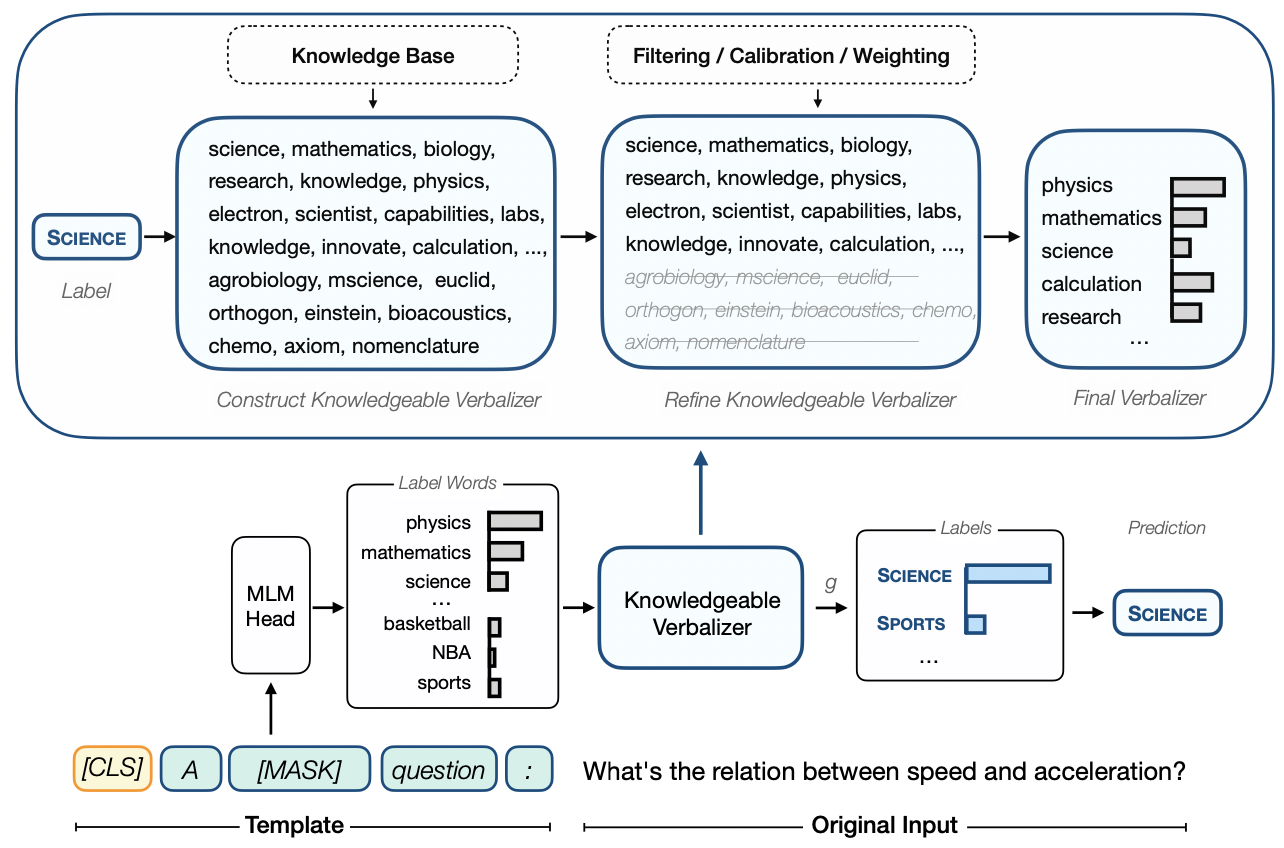 Knowledge Base
Filtering / Calibration / Weighting
SCIENCE
Label
science, mathematics, biology,
research, knowledge, physics,
electron, scientist, capabilities, labs,
knowledge, innovate, calculation, ...,
agrobiology, mscience,  euclid,
orthogon, einstein, bioacoustics,
chemo, axiom, nomenclature
Construct Knowledgeable Verbalizer
science, mathematics, biology,
research, knowledge, physics,
electron, scientist, capabilities, labs,
knowledge, innovate, calculation, ...,
agrobiology, mscience,  euclid,
orthogon, einstein, bioacoustics, chemo,
axiom, nomenclature
Refine Knowledgeable Verbalizer
physics
mathematics
science
calculation
research
...
Final Verbalizer
MLM
Head
Label Words
physics
mathematics
science
...
basketball
NBA
sports
Knowledgeable
Verbalizer
g
Labels
SCIENCE
SPORTS
...
Prediction
SCIENCE
[CLS] A [MASK] question : What's the relation between speed and acceleration?
Template
Original Input